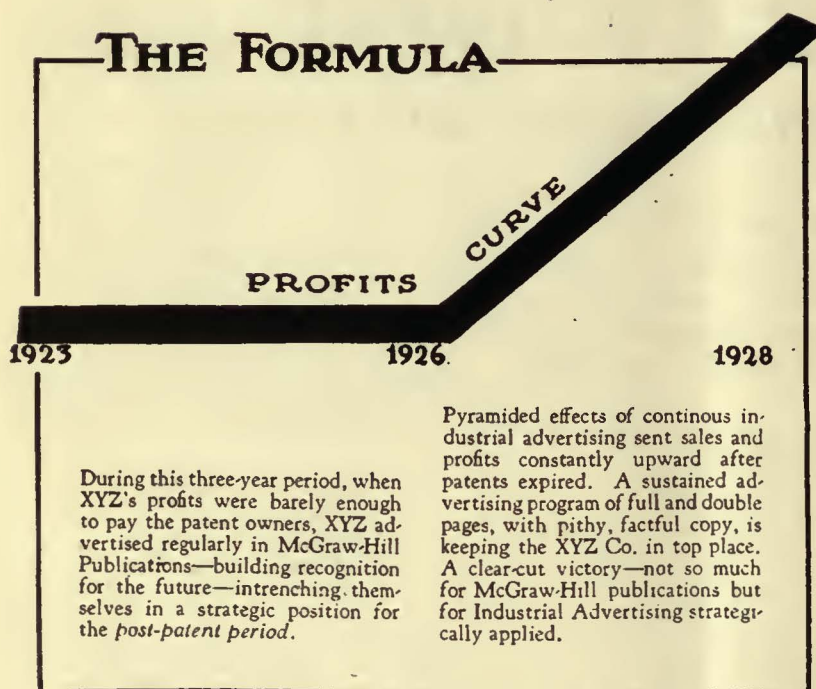 THE FORMULA
CURVE
PROFITS
1923 1926 1928
During this three-year period, when
XYZ's profits were barely enough
to pay the patent owners, XYZ ad-
vertised regularly in McGraw-Hill
Publications—building recognition
for the future—intrenching them-
selves in a strategic position for
the post-patent period.
Pyramided effects of continous in-
dustrial advertising sent sales and
profits constantly upward after
patents expired. A sustained ad-
vertising program of full and double
pages, with pithy, factful copy, is
keeping the XYZ Co. in top place.
A clear-cut victory—not so much
for McGraw-Hill publications but
for Industrial Advertising strategi-
cally applied.